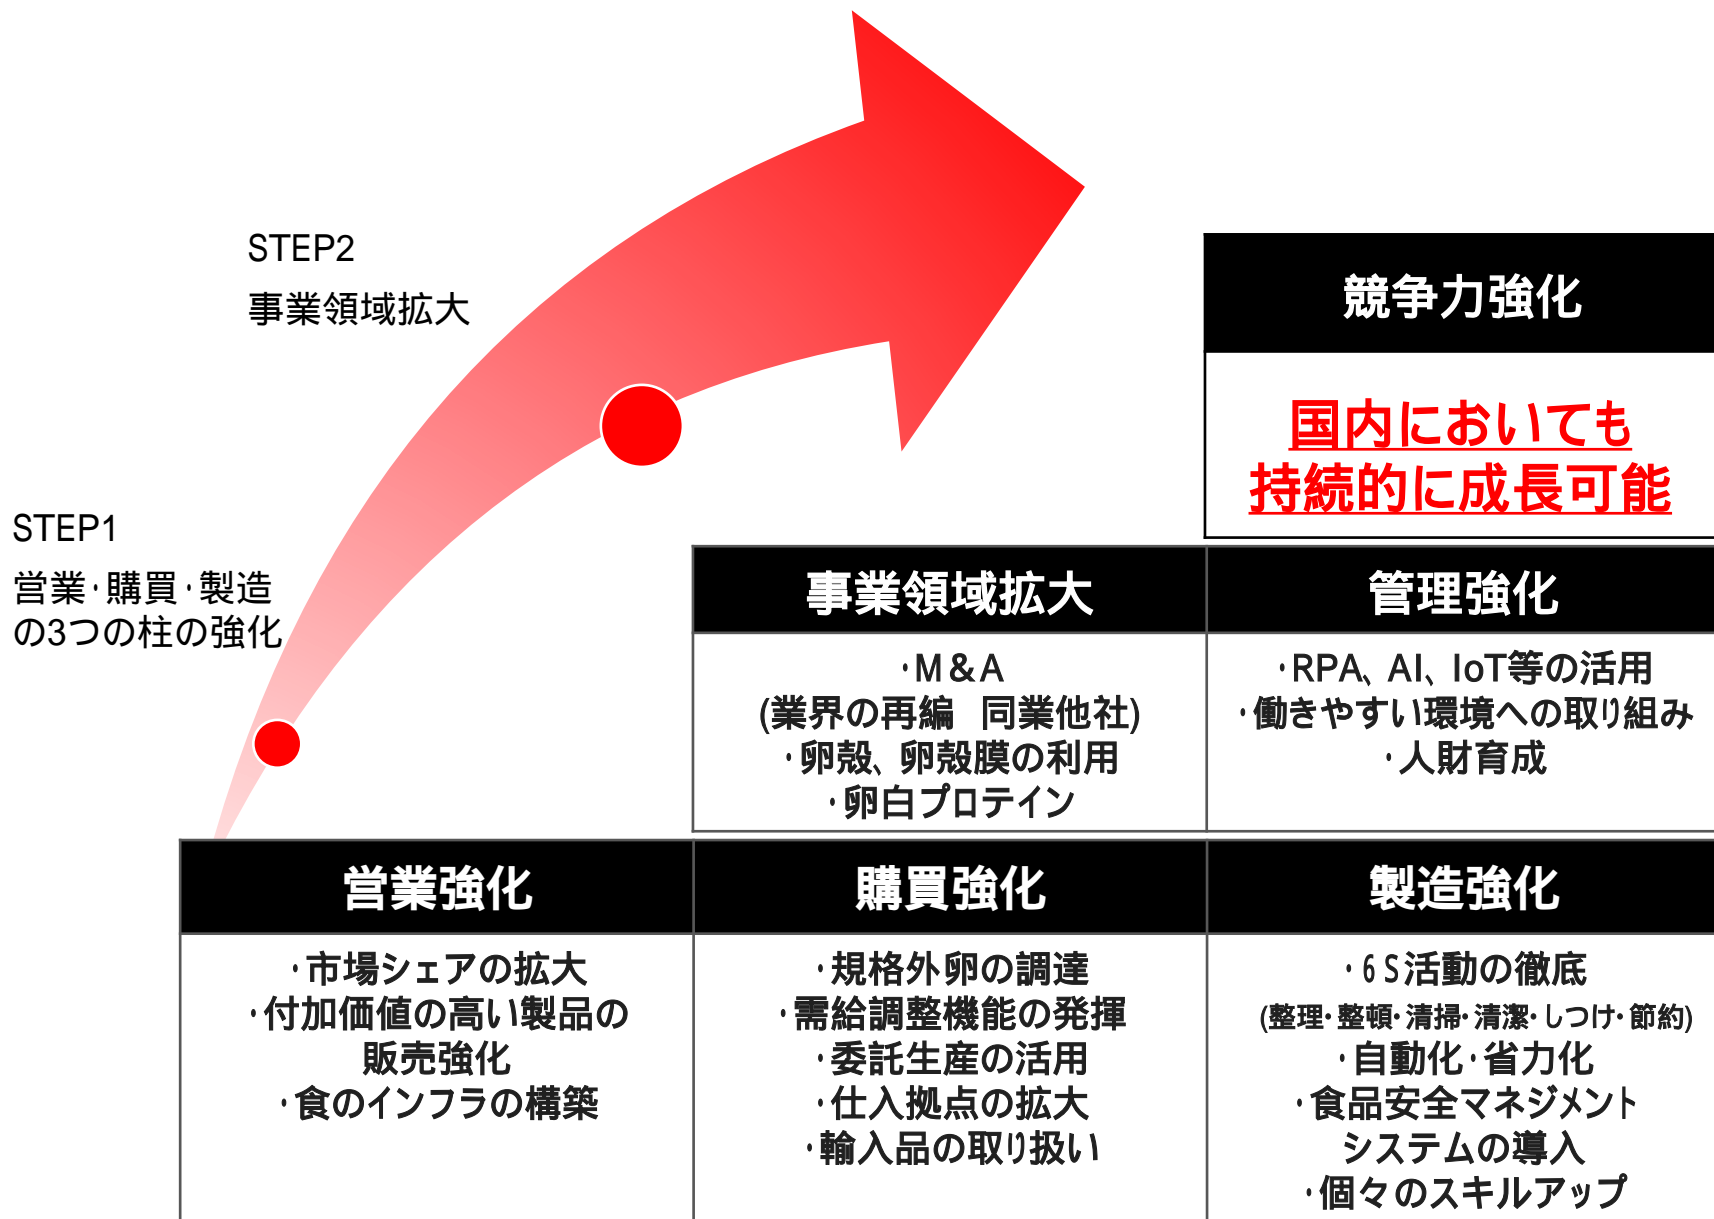 STEP2
事業領域拡大
STEP1
営業・購買・製造
の3つの柱の強化
競争力強化
国内においても
持続的に成長可能
事業領域拡大
・M&A
(業界の再編　同業他社)
・卵殻、卵殻膜の利用
・卵白プロテイン
管理強化
・RPA、AI、IoT等の活用
・働きやすい環境への取り組み
・人財育成
営業強化
・市場シェアの拡大
・付加価値の高い製品の
販売強化
・食のインフラの構築
購買強化
・規格外卵の調達
・需給調整機能の発揮
・委託生産の活用
・仕入拠点の拡大
・輸入品の取り扱い
製造強化
・6S活動の徹底
(整理・整頓・清掃・清潔・しつけ・節約)
・自動化・省力化
・食品安全マネジメント
システムの導入
・個々のスキルアップ